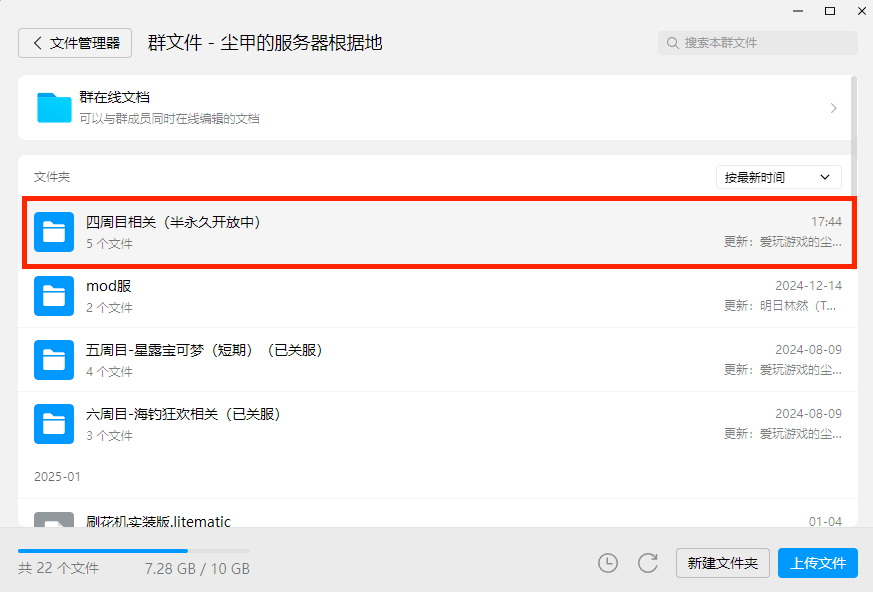 文件管理器
群文件 - 尘甲的服务器根据地
搜索本群文件
群在线文档
可以与群成员同时在线编辑的文档
文件夹
按最新时间
四周目相关（半永久开放中）
17:44
5 个文件
更新：爱玩游戏的尘...
mod服
2024-12-14
2 个文件
更新：明日林然（T...
五周目-星露宝可梦（短期）（已关服）
2024-08-09
4 个文件
更新：爱玩游戏的尘...
六周目-海钓狂欢相关（已关服）
2024-08-09
3 个文件
更新：爱玩游戏的尘...
2025-01
刷花机实装版.litematic
01-04
共 22 个文件
7.28 GB / 10 GB
新建文件夹
上传文件